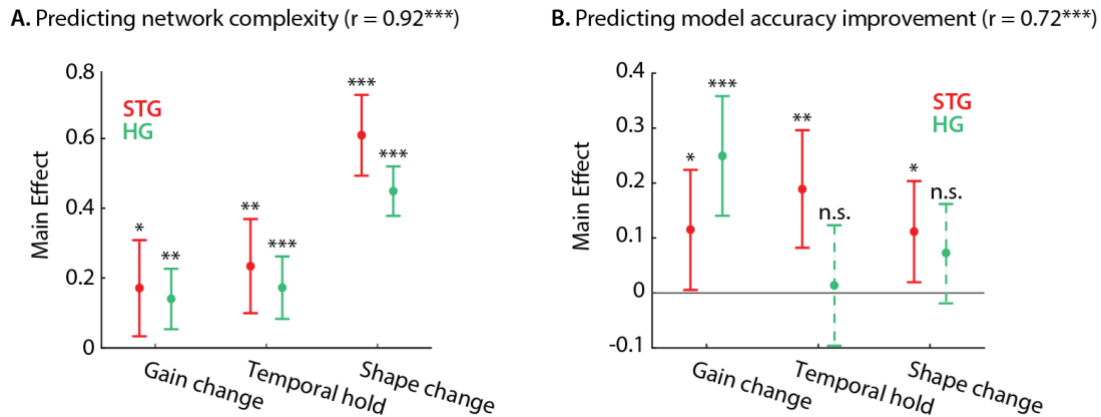 A. Predicting network complexity (r = 0.92***)
0.8
0.6
0.4
0.2
0
Main Effect
STG
HG
*
**
**
***
***
***
Gain change
Temporal hold
Shape change
B. Predicting model accuracy improvement (r = 0.72***)
0.4
0.3
0.2
0.1
0
-0.1
Main Effect
STG
HG
*
***
**
n.s.
*
n.s.
Gain change
Temporal hold
Shape change